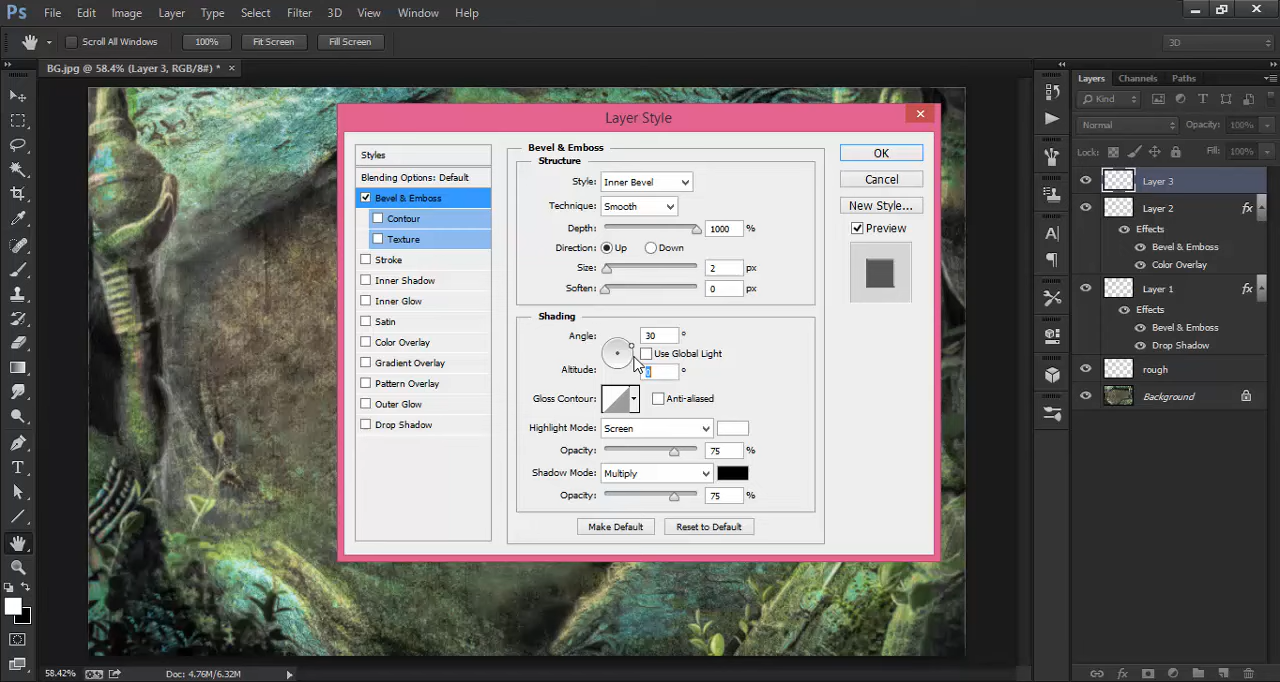 Ps File Edit Image Layer Type Select Filter 3D View Window Help
Scroll All Windows 100% Fit Screen Fill Screen 3D
BG.jpg @ 58.4% (Layer 3, RGB/8#) * ×
Layer Style
Styles
Blending Options: Default
Bevel & Emboss
Contour
Texture
Stroke
Inner Shadow
Inner Glow
Satin
Color Overlay
Gradient Overlay
Pattern Overlay
Outer Glow
Drop Shadow
Bevel & Emboss
Structure
Style: Inner Bevel
Technique: Smooth
Depth: 1000 %
Direction: Up Down
Size: 2 px
Soften: 0 px
Shading
Angle: 30 °
Use Global Light
Altitude: 0 °
Gloss Contour: Anti-aliased
Highlight Mode: Screen
Opacity: 75 %
Shadow Mode: Multiply
Opacity: 75 %
Make Default Reset to Default
OK
Cancel
New Style...
Preview
Layers Channels Paths
Kind
Normal Opacity: 100%
Lock: Fill: 100%
Layer 3
Layer 2 fx
Effects
Bevel & Emboss
Color Overlay
Layer 1 fx
Effects
Bevel & Emboss
Drop Shadow
rough
Background
58.42% Doc: 4.76M/6.32M